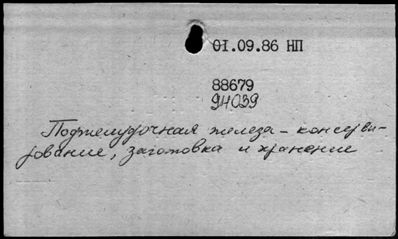 01.09.86 НП
88679
94039
Поджелудочная железа – консерви-
рование, заготовка и хранение